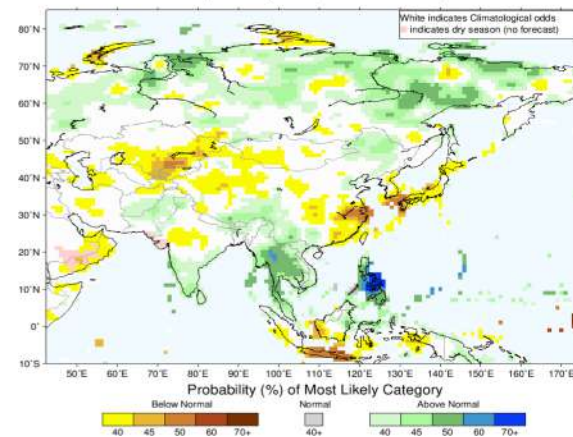 White indicates Climatological odds
indicates dry season (no forecast)
80°N
70°N
60°N
50°N
40°N
30°N
20°N
10°N
0°
10°S
50°E 60°E 70°E 80°E 90°E 100°E 110°E 120°E 130°E 140°E 150°E 160°E 170°E
Probability (%) of Most Likely Category
Below Normal Normal Above Normal
40 45 50 60 70+ 40+ 40 45 50 60 70+